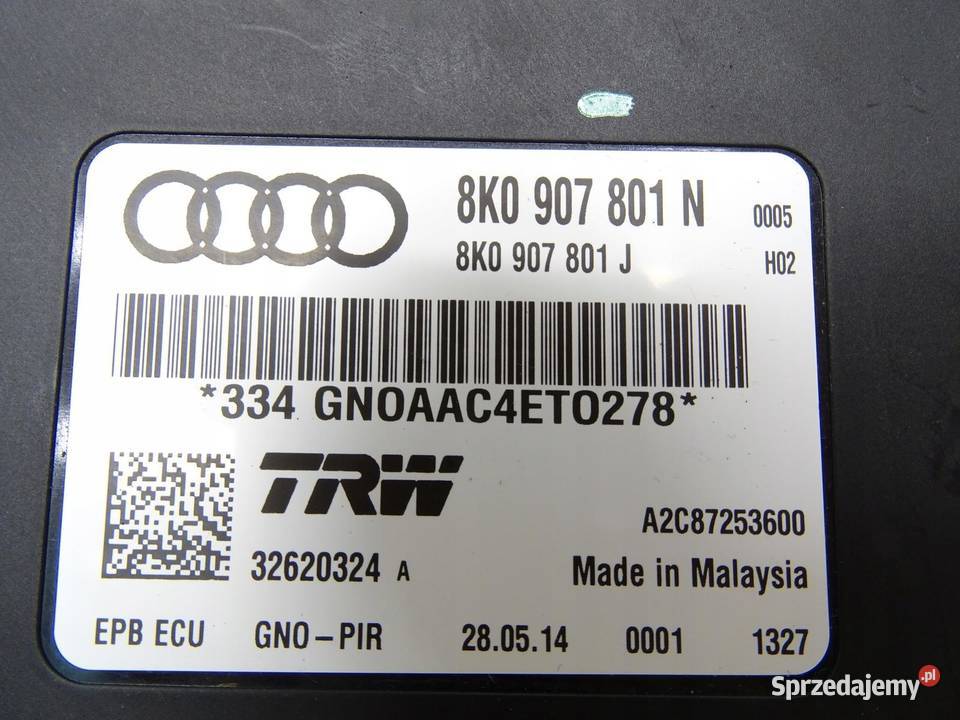 8K0 907 801 N 0005
8K0 907 801 J H02
*334 GNOAAC4ETO278*
TRW
A2C87253600
32620324 A Made in Malaysia
EPB ECU GNO-PIR 28.05.14 0001 1327
Sprzedajemy.pl